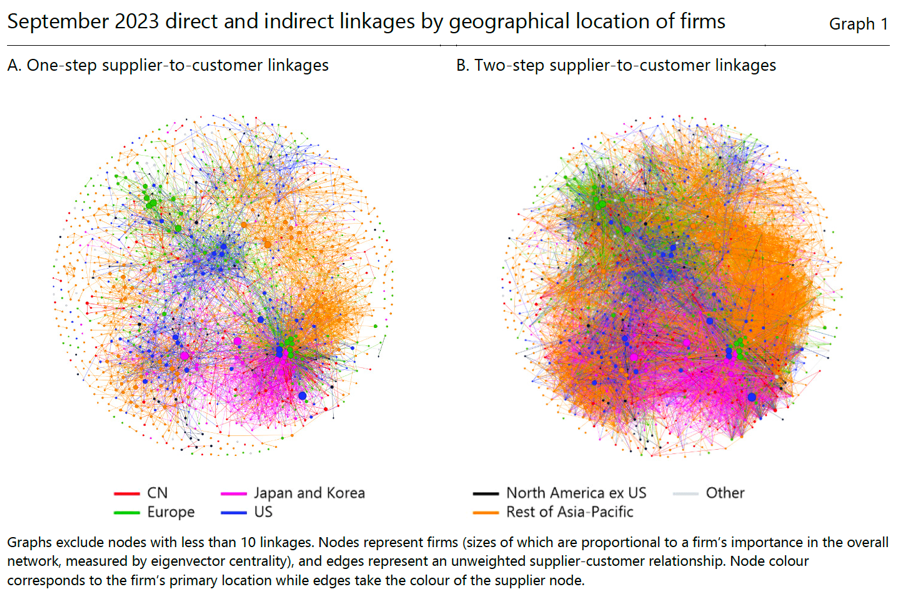 September 2023 direct and indirect linkages by geographical location of firms
Graph 1
A. One-step supplier-to-customer linkages
B. Two-step supplier-to-customer linkages
CN
Japan and Korea
Europe
US
North America ex US
Other
Rest of Asia-Pacific
Graphs exclude nodes with less than 10 linkages. Nodes represent firms (sizes of which are proportional to a firm's importance in the overall
network, measured by eigenvector centrality), and edges represent an unweighted supplier-customer relationship. Node colour
corresponds to the firm's primary location while edges take the colour of the supplier node.